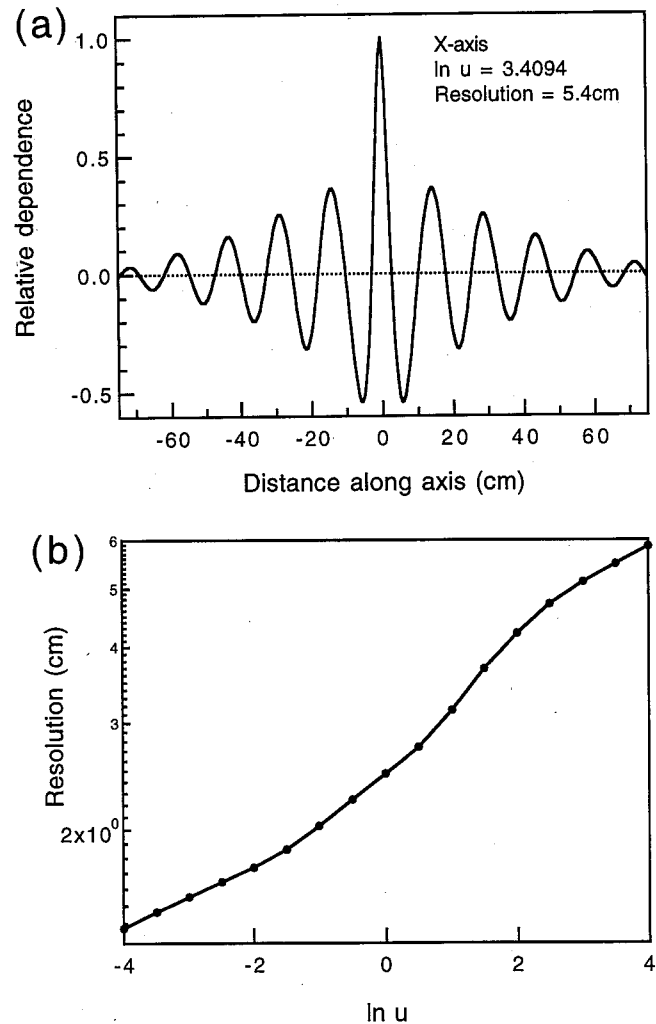 (a)
1.0
0.5
0.0
-0.5
Relative dependence
X-axis
ln u = 3.4094
Resolution = 5.4cm
-60 -40 -20 0 20 40 60
Distance along axis (cm)
(b)
6
5
4
3
2x10⁰
Resolution (cm)
-4 -2 0 2 4
ln u